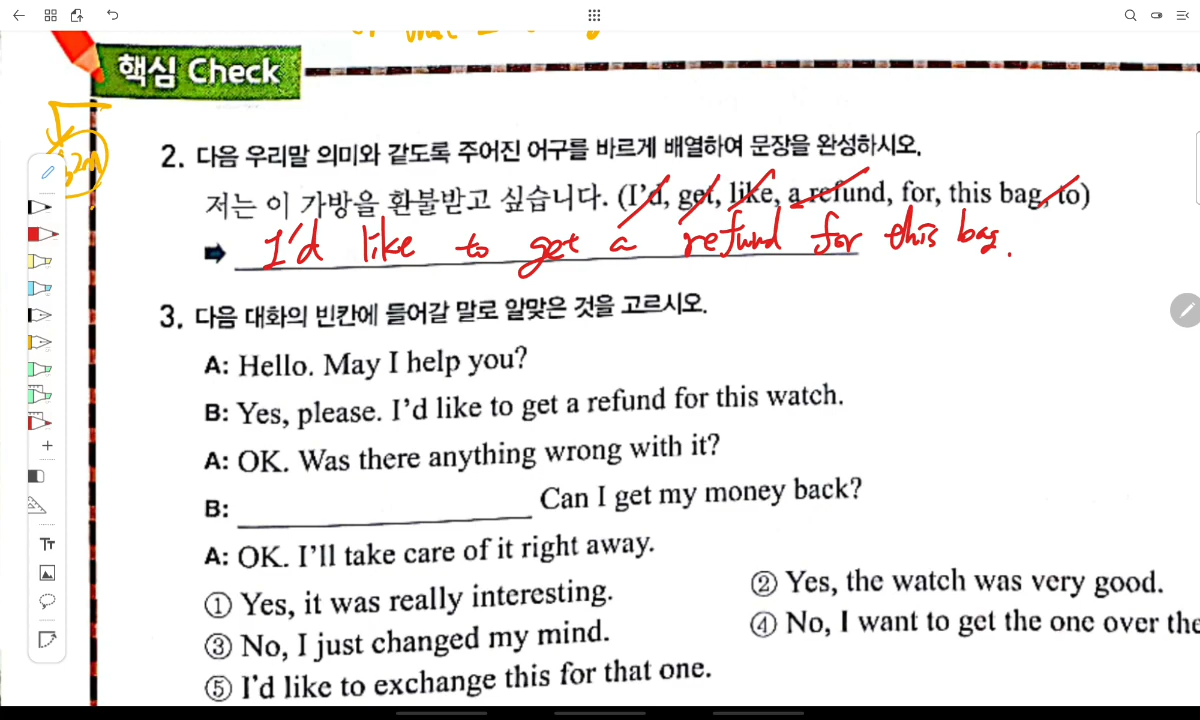 핵심 Check
2. 다음 우리말 의미와 같도록 주어진 어구를 바르게 배열하여 문장을 완성하시오.
저는 이 가방을 환불받고 싶습니다. (I'd, get, like, a refund, for, this bag, to)
I'd like to get a refund for this bag.
3. 다음 대화의 빈칸에 들어갈 말로 알맞은 것을 고르시오.
A: Hello. May I help you?
B: Yes, please. I'd like to get a refund for this watch.
A: OK. Was there anything wrong with it?
B: Can I get my money back?
A: OK. I'll take care of it right away.
① Yes, it was really interesting. ② Yes, the watch was very good.
③ No, I just changed my mind. ④ No, I want to get the one over the
⑤ I'd like to exchange this for that one.
TT